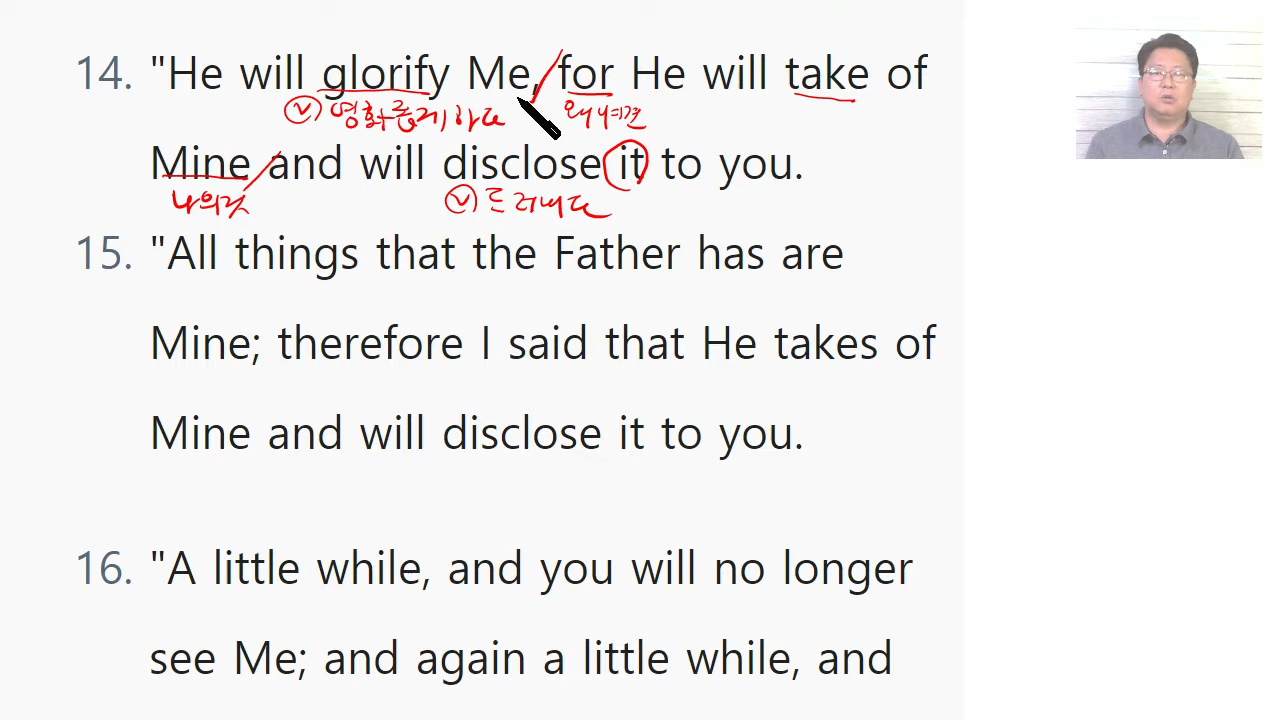 14. "He will glorify Me, for He will take of
ⓥ 영화롭게하다 왜냐하면
Mine and will disclose it to you.
나의것 ⓥ 드러내다
15. "All things that the Father has are
Mine; therefore I said that He takes of
Mine and will disclose it to you.
16. "A little while, and you will no longer
see Me; and again a little while, and